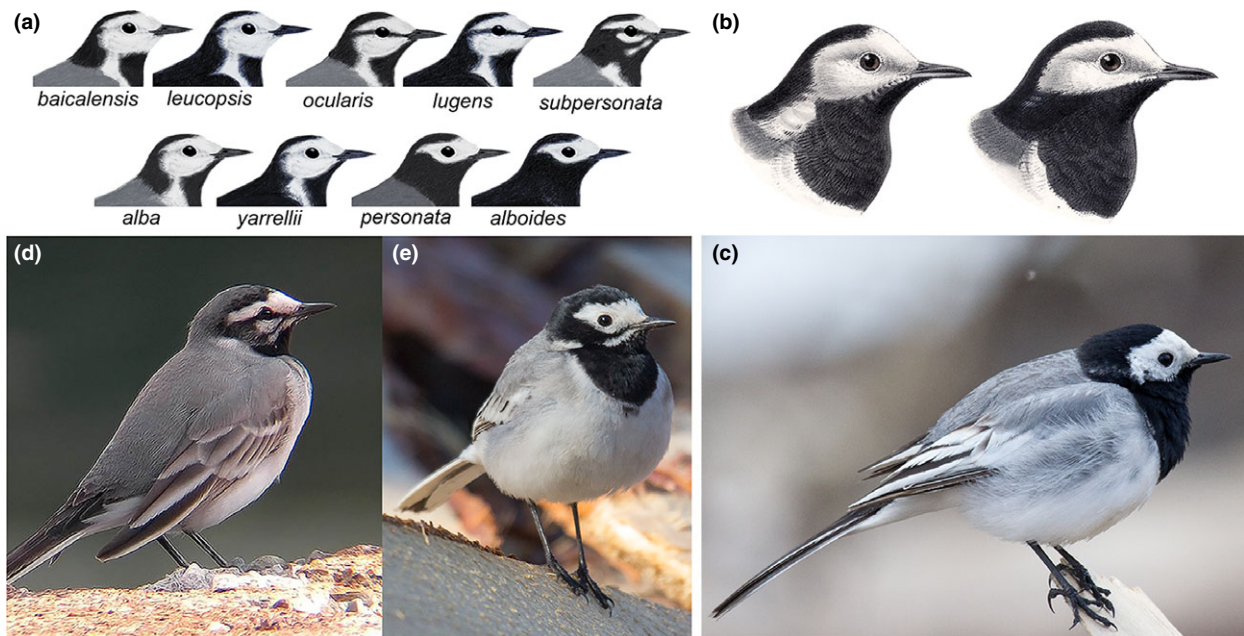 (a)
baicalensis leucopsis ocularis lugens subpersonata
alba yarrellii personata alboides
(b)
(d)
(e)
(c)